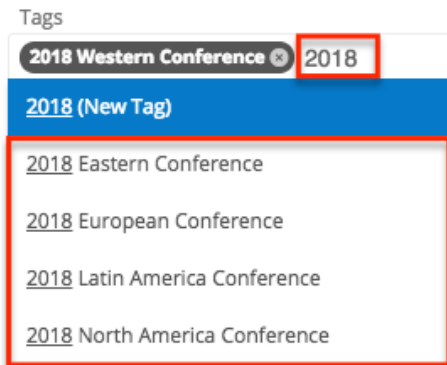 Tags
2018 Western Conference 2018
2018 (New Tag)
2018 Eastern Conference
2018 European Conference
2018 Latin America Conference
2018 North America Conference